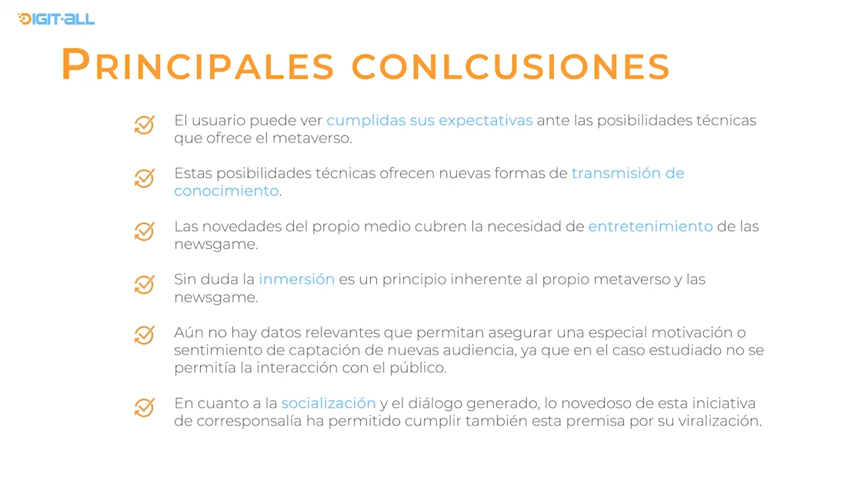 DIGIT-ALL
PRINCIPALES CONLCUSIONES
El usuario puede ver cumplidas sus expectativas ante las posibilidades técnicas
que ofrece el metaverso.
Estas posibilidades técnicas ofrecen nuevas formas de transmisión de
conocimiento.
Las novedades del propio medio cubren la necesidad de entretenimiento de las
newsgame.
Sin duda la inmersión es un principio inherente al propio metaverso y las
newsgame.
Aún no hay datos relevantes que permitan asegurar una especial motivación o
sentimiento de captación de nuevas audiencia, ya que en el caso estudiado no se
permitía la interacción con el público.
En cuanto a la socialización y el diálogo generado, lo novedoso de esta iniciativa
de corresponsalía ha permitido cumplir también esta premisa por su viralización.